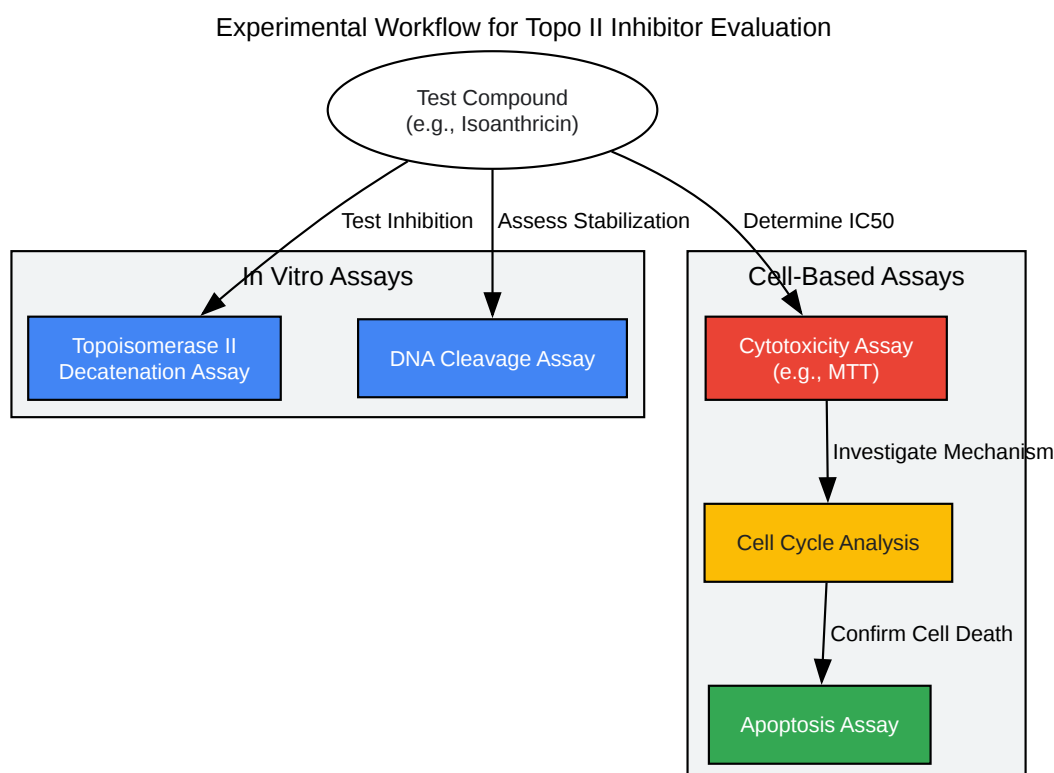 Experimental Workflow for Topo II Inhibitor Evaluation
Test Compound
(e.g., Isoanthricin)
Test Inhibition
Assess Stabilization
Determine IC50
In Vitro Assays
Cell-Based Assays
Topoisomerase II
Decatenation Assay
DNA Cleavage Assay
Cytotoxicity Assay
(e.g., MTT)
Investigate Mechanism
Cell Cycle Analysis
Confirm Cell Death
Apoptosis Assay